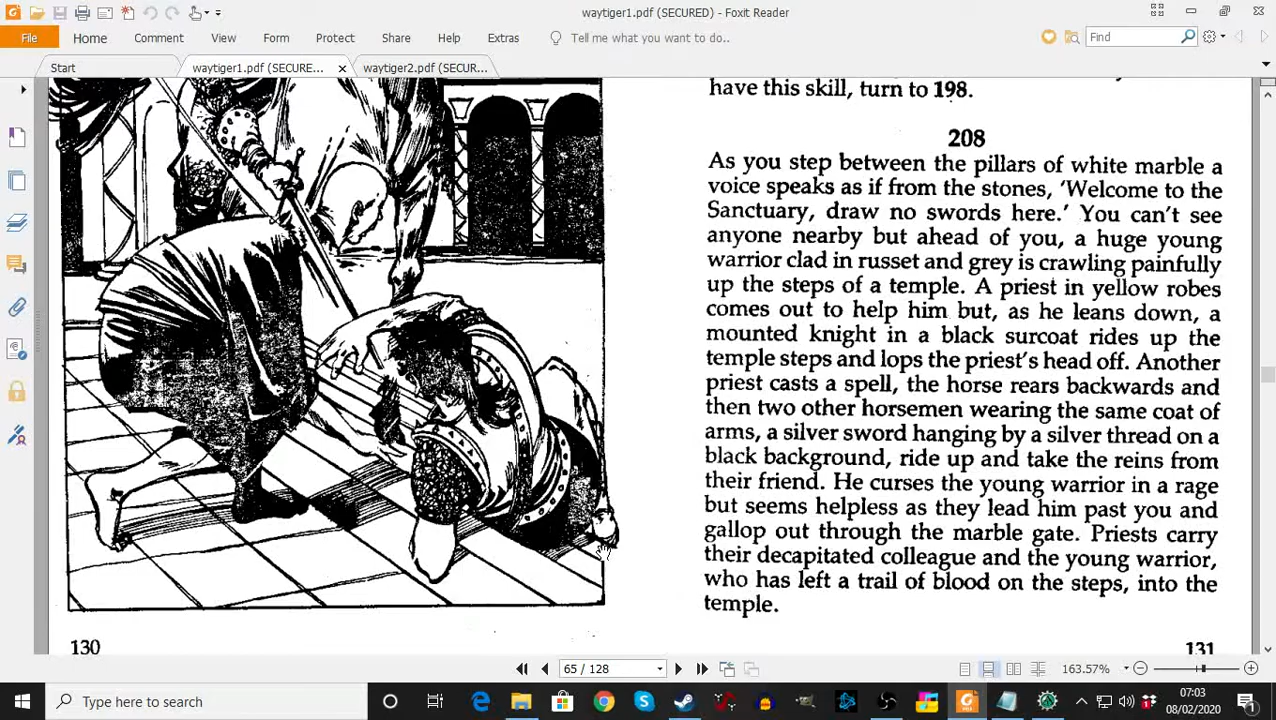 waytiger1.pdf (SECURED) - Foxit Reader
File Home Comment View Form Protect Share Help Extras Tell me what you want to do.. Find
Start waytiger1.pdf (SECURE... waytiger2.pdf (SECUR...
have this skill, turn to 198.
208
As you step between the pillars of white marble a
voice speaks as if from the stones, ‘Welcome to the
Sanctuary, draw no swords here.’ You can’t see
anyone nearby but ahead of you, a huge young
warrior clad in russet and grey is crawling painfully
up the steps of a temple. A priest in yellow robes
comes out to help him but, as he leans down, a
mounted knight in a black surcoat rides up the
temple steps and lops the priest’s head off. Another
priest casts a spell, the horse rears backwards and
then two other horsemen wearing the same coat of
arms, a silver sword hanging by a silver thread on a
black background, ride up and take the reins from
their friend. He curses the young warrior in a rage
but seems helpless as they lead him past you and
gallop out through the marble gate. Priests carry
their decapitated colleague and the young warrior,
who has left a trail of blood on the steps, into the
temple.
130
131
65 / 128
163.57%
Type here to search
07:03
08/02/2020